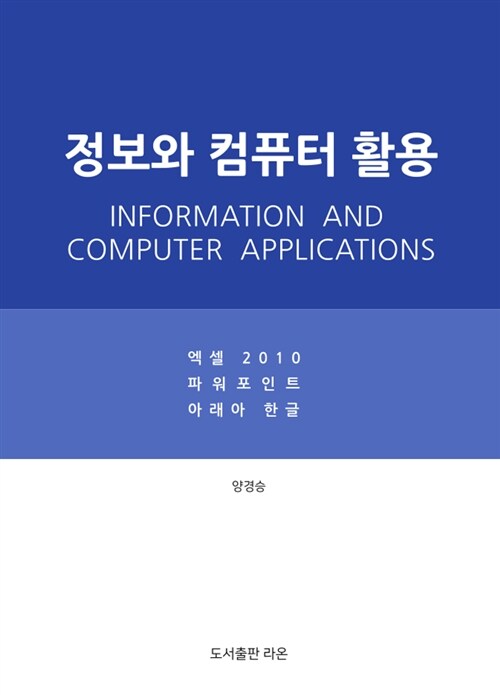 정보와 컴퓨터 활용
INFORMATION AND
COMPUTER APPLICATIONS
엑셀 2010
파워포인트
아래아 한글
양경승
도서출판 라온